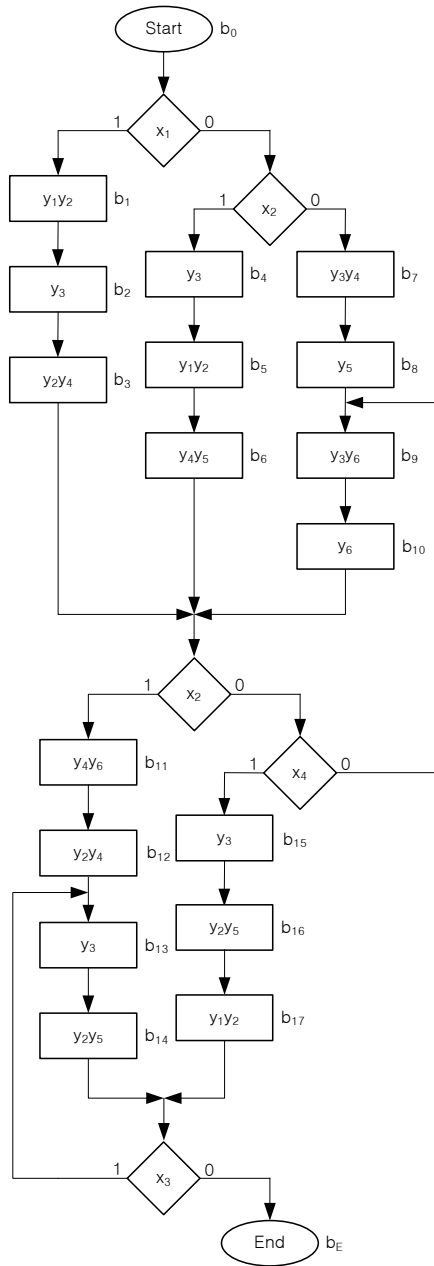 Start b₀
1 x₁ 0
y₁y₂ b₁
1 x₂ 0
y₃ b₂
y₃ b₄
y₃y₄ b₇
y₂y₄ b₃
y₁y₂ b₅
y₅ b₈
y₄y₅ b₆
y₃y₆ b₉
y₆ b₁₀
1 x₂ 0
y₄y₆ b₁₁
1 x₄ 0
y₂y₄ b₁₂
y₃ b₁₅
y₃ b₁₃
y₂y₅ b₁₆
y₂y₅ b₁₄
y₁y₂ b₁₇
1 x₃ 0
End b_E